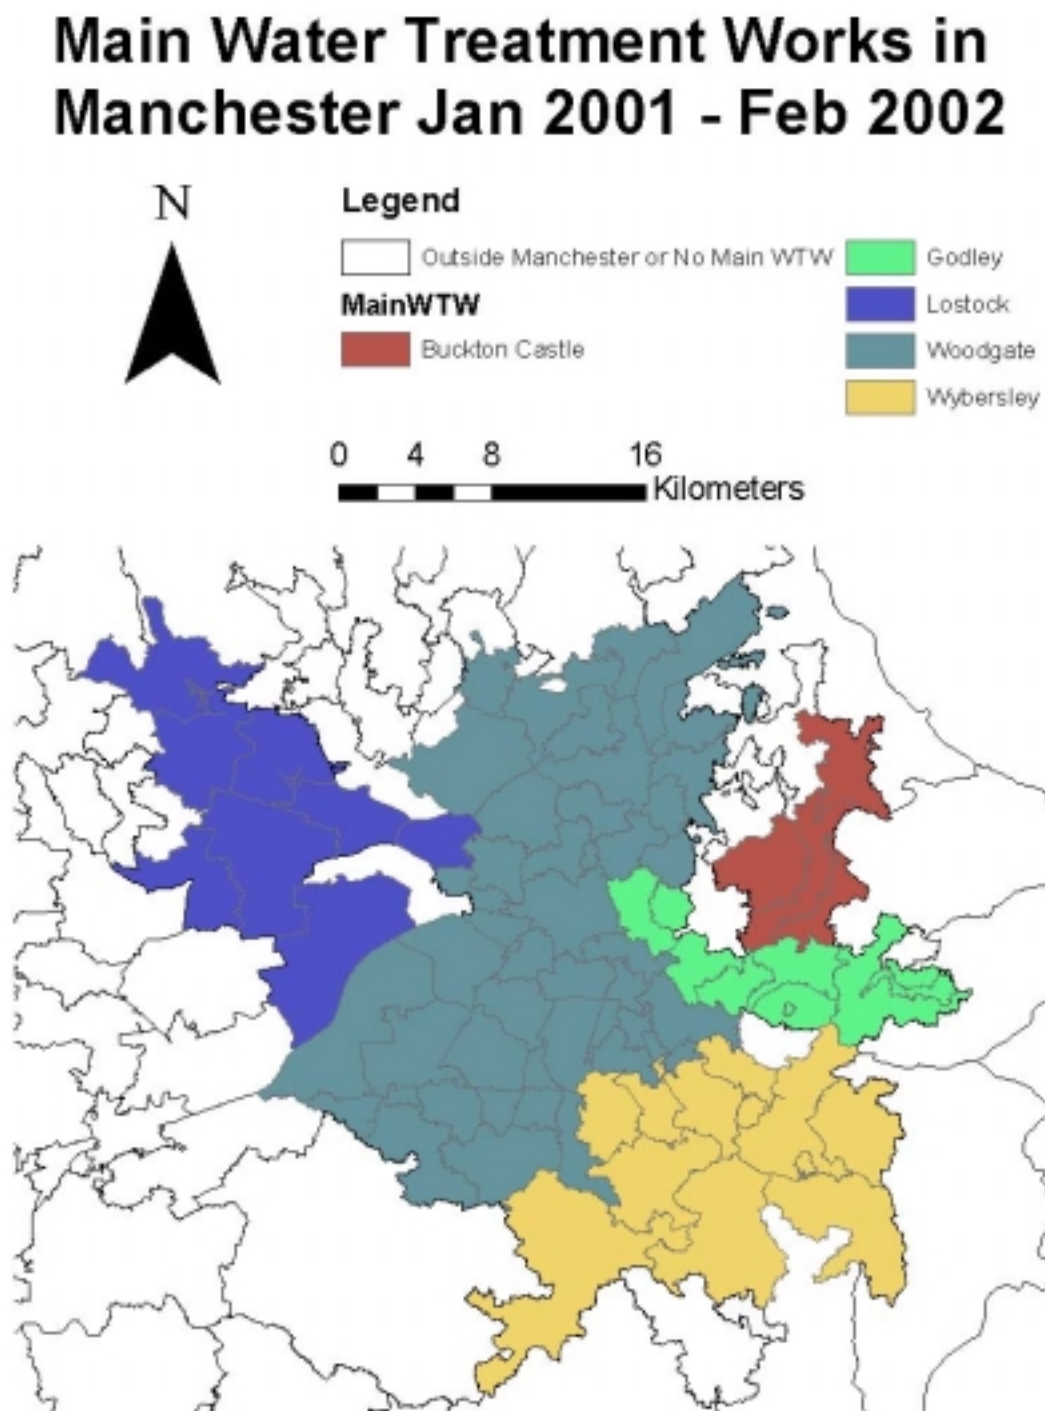 Main Water Treatment Works in
Manchester Jan 2001 - Feb 2002
N
Legend
Outside Manchester or No Main WTW
MainWTW
Buckton Castle
Godley
Lostock
Woodgate
Wybersley
0 4 8 16
Kilometers